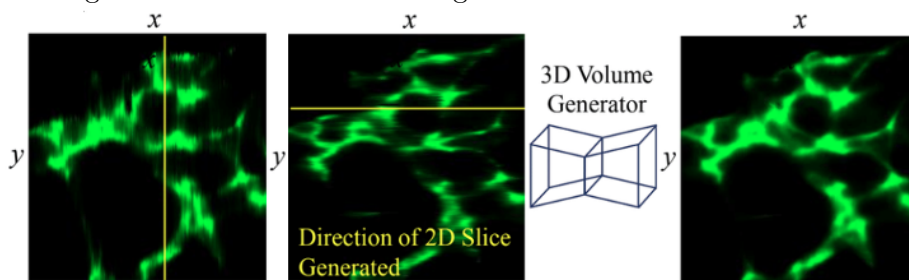 x
x
x
y
y
y
3D Volume
Generator
Direction of 2D Slice
Generated